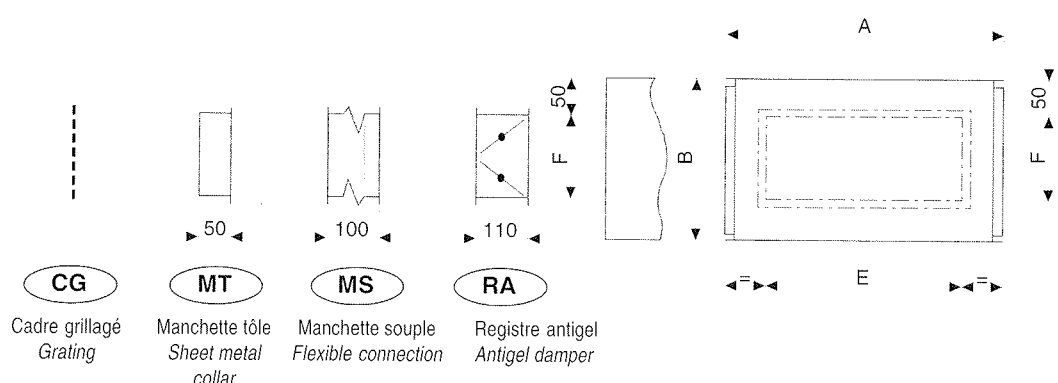 A
50
50
F
B
F
50
100
110
=
E
=
CG
MT
MS
RA
Cadre grillagé
Grating
Manchette tôle
Sheet metal
collar
Manchette souple
Flexible connection
Registre antigel
Antigel damper